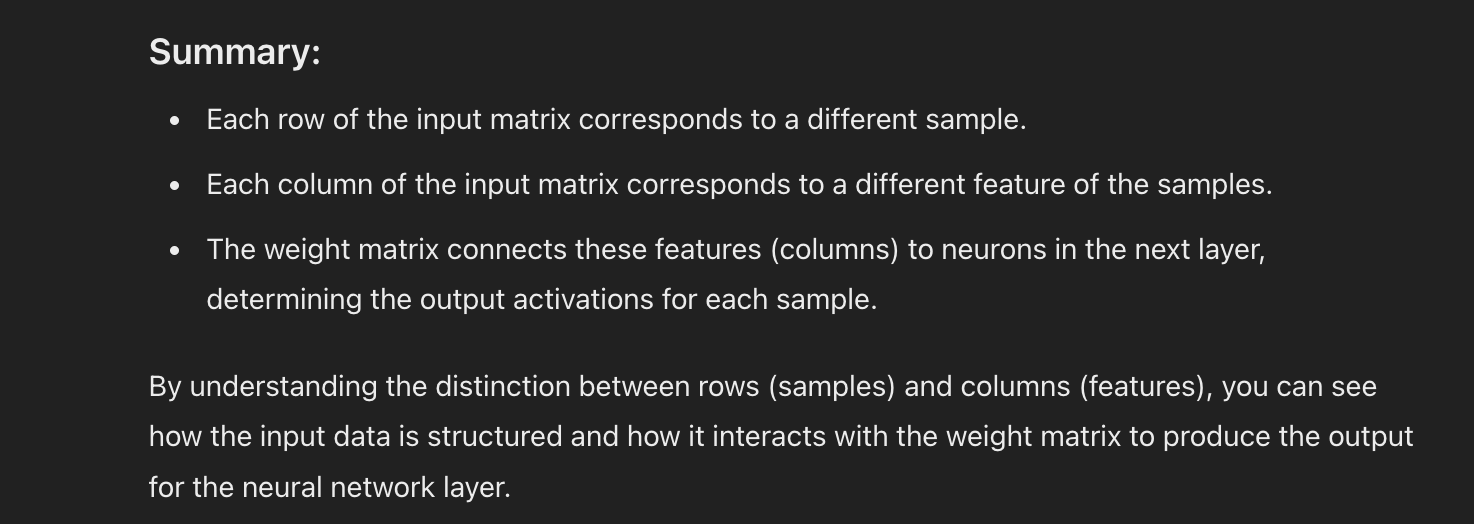 Summary:
• Each row of the input matrix corresponds to a different sample.
• Each column of the input matrix corresponds to a different feature of the samples.
• The weight matrix connects these features (columns) to neurons in the next layer,
determining the output activations for each sample.
By understanding the distinction between rows (samples) and columns (features), you can see
how the input data is structured and how it interacts with the weight matrix to produce the output
for the neural network layer.